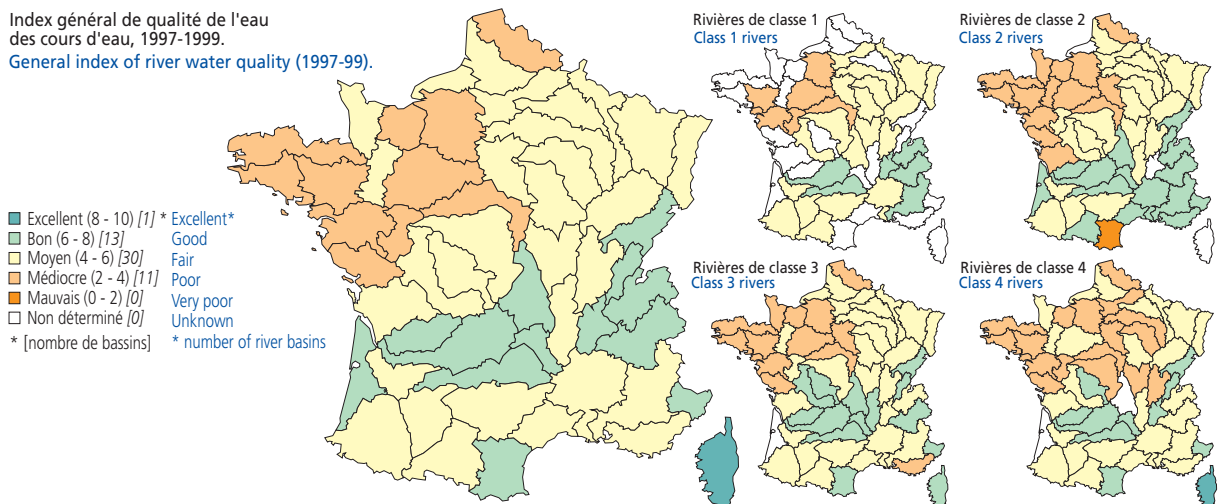 Index général de qualité de l'eau
des cours d'eau, 1997-1999.
General index of river water quality (1997-99).
Excellent (8 - 10) [1] * Excellent*
Bon (6 - 8) [13] Good
Moyen (4 - 6) [30] Fair
Médiocre (2 - 4) [11] Poor
Mauvais (0 - 2) [0] Very poor
Non déterminé [0] Unknown
* [nombre de bassins] * number of river basins
Rivières de classe 1
Class 1 rivers
Rivières de classe 2
Class 2 rivers
Rivières de classe 3
Class 3 rivers
Rivières de classe 4
Class 4 rivers